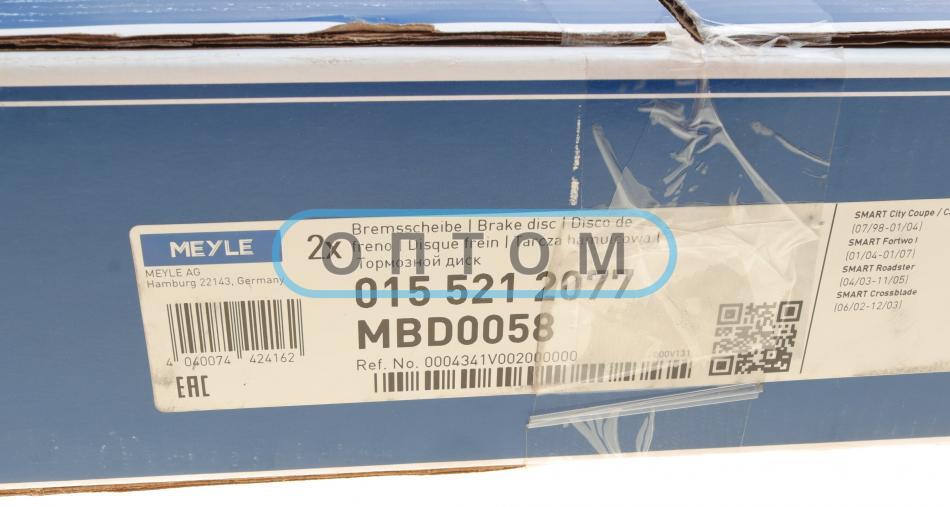 MEYLE
MEYLE AG
Hamburg 22143, Germany
4 040074 424162
EAC
2x
Bremsscheibe | Brake disc | Disco de
freno | Disque frein | Tarcza hamulcowa |
Тормозной диск
ОПТОМ
015 521 2077
MBD0058
Ref. No. 0004341V002000000
000V131
SMART City Coupe / C
(07/98-01/04)
SMART Fortwo I
(01/04-01/07)
SMART Roadster
(04/03-11/05)
SMART Crossblade
(06/02-12/03)